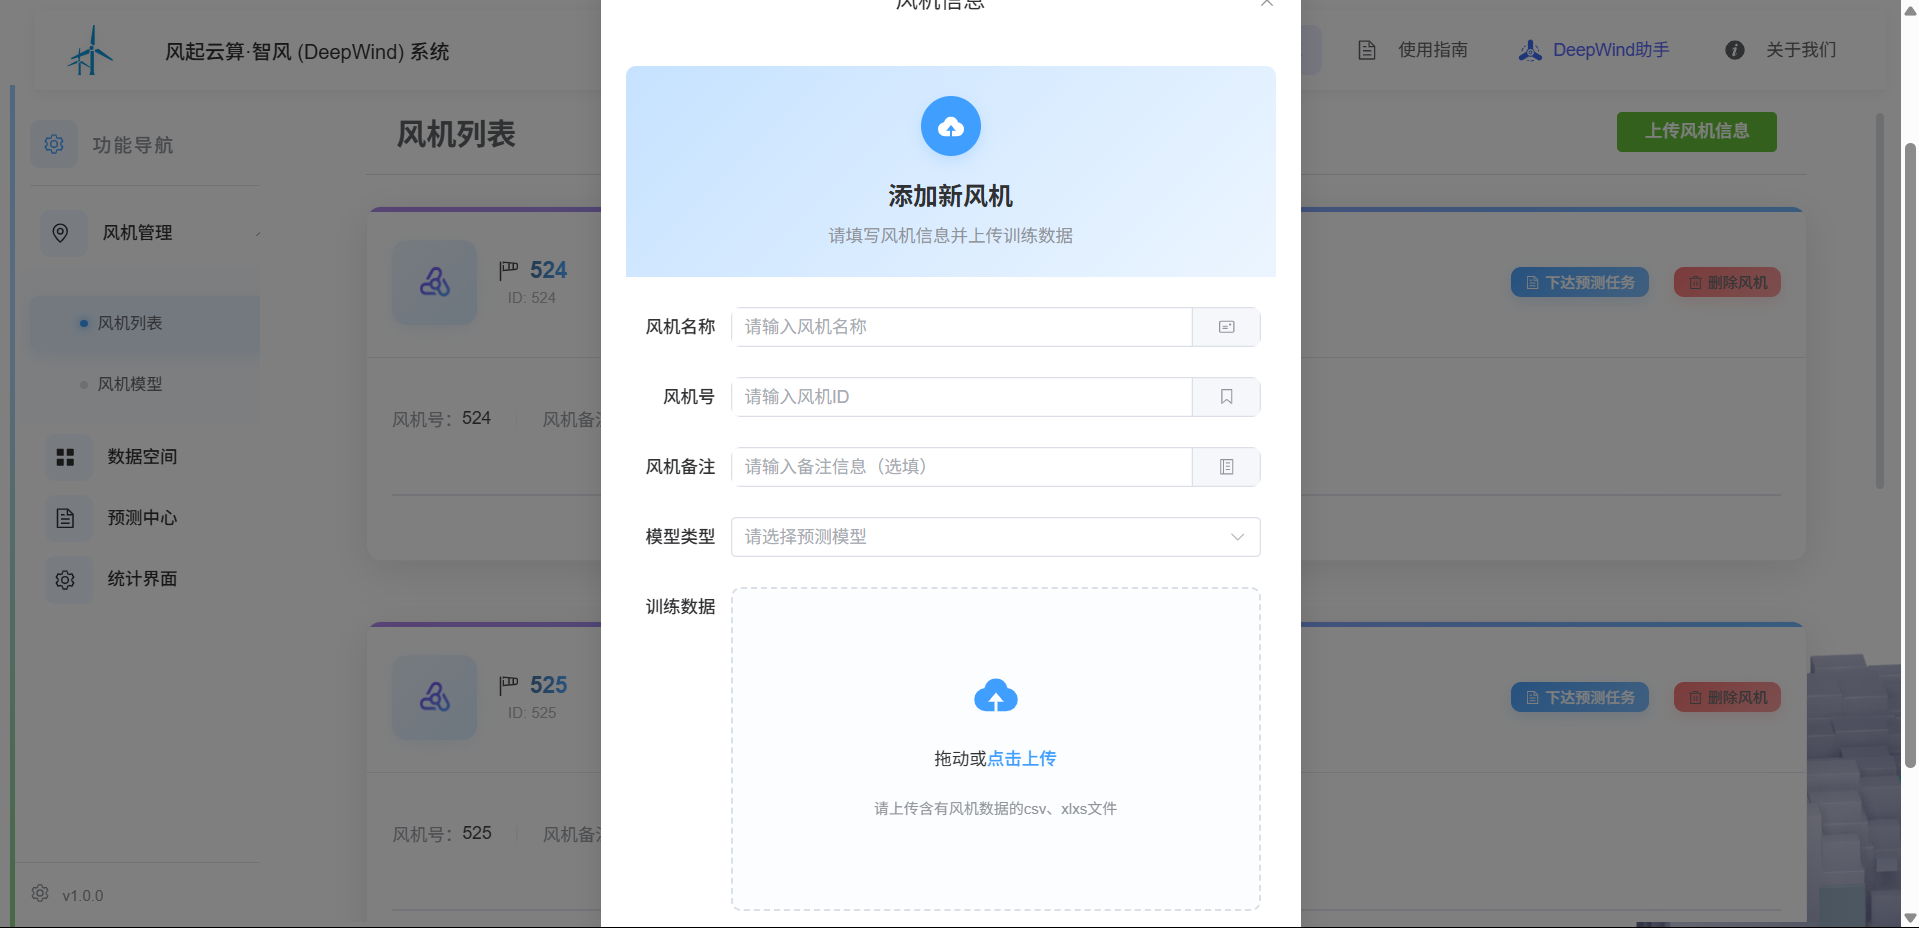 风机信息
风起云算·智风 (DeepWind) 系统
使用指南
DeepWind助手
关于我们
功能导航
风机管理
风机列表
风机模型
数据空间
预测中心
统计界面
v1.0.0
风机列表
上传风机信息
524
ID: 524
下达预测任务
删除风机
风机号：524
风机备
525
ID: 525
下达预测任务
删除风机
风机号：525
风机备
添加新风机
请填写风机信息并上传训练数据
风机名称
请输入风机名称
风机号
请输入风机ID
风机备注
请输入备注信息（选填）
模型类型
请选择预测模型
训练数据
拖动或点击上传
请上传含有风机数据的csv、xlxs文件